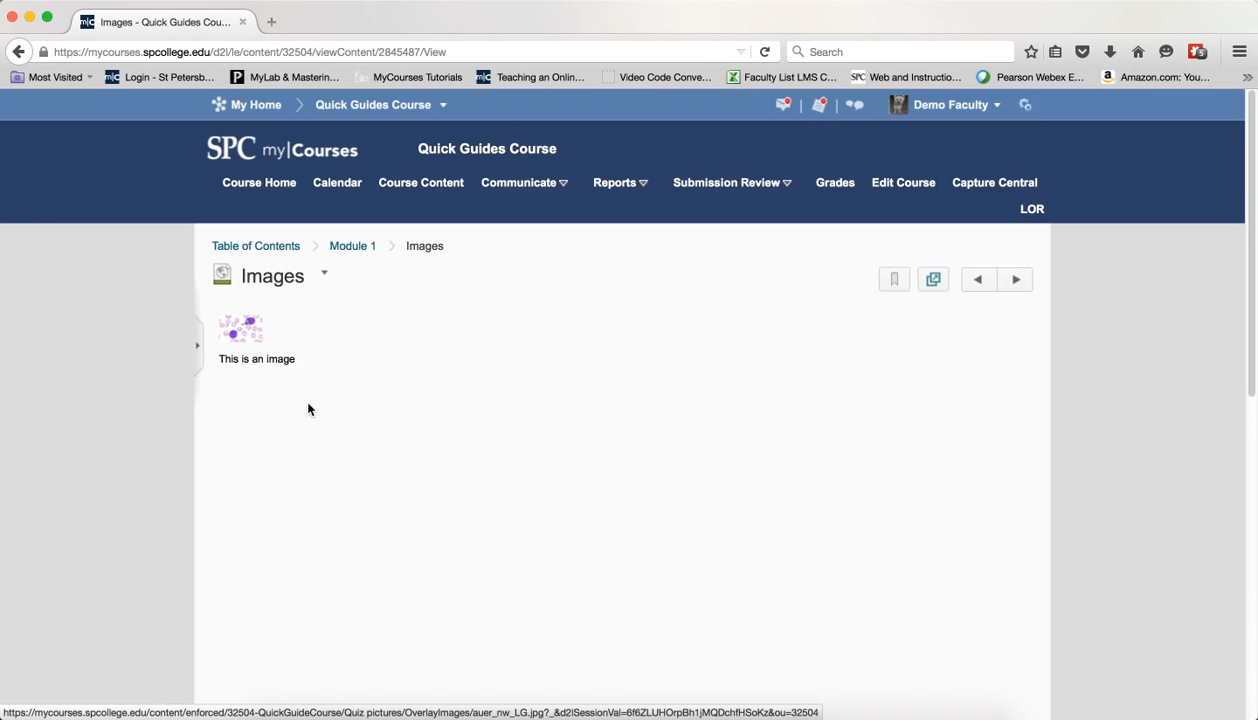 Images - Quick Guides Cou...
https://mycourses.spcollege.edu/d2l/le/content/32504/viewContent/2845487/View
Search
5
Most Visited
m|c Login - St Petersb...
P MyLab & Masterin...
MyCourses Tutorials
m|c Teaching an Onlin...
Video Code Conve...
Faculty List LMS C...
SPC Web and Instructio...
Pearson Webex E...
a Amazon.com: You...
My Home
Quick Guides Course
Demo Faculty
SPC my|Courses
Quick Guides Course
Course Home
Calendar
Course Content
Communicate
Reports
Submission Review
Grades
Edit Course
Capture Central
LOR
Table of Contents
Module 1
Images
Images
This is an image
https://mycourses.spcollege.edu/content/enforced/32504-QuickGuideCourse/Quiz pictures/OverlayImages/auer_nw_LG.jpg?_&d2lSessionVal=6f6ZLUHOrpBh1jMQDchfHSoKz&ou=32504